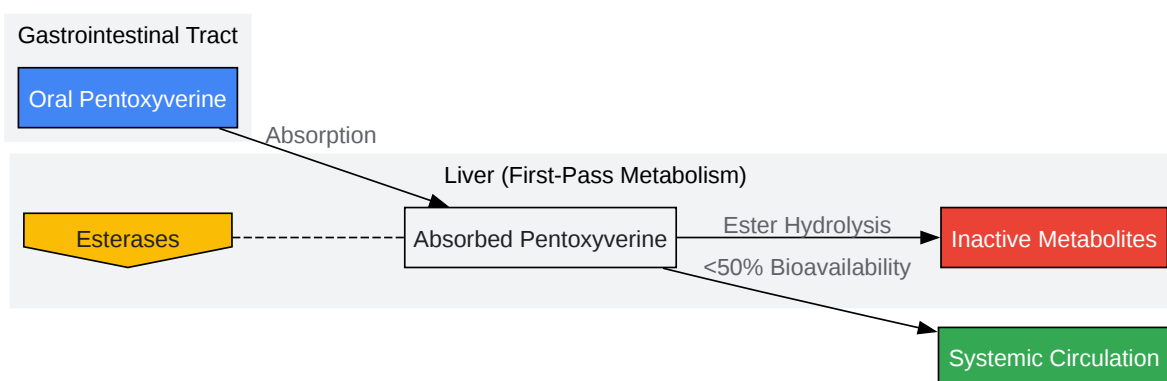 Gastrointestinal Tract
Oral Pentoxyverine
Absorption
Liver (First-Pass Metabolism)
Esterases
Absorbed Pentoxyverine
Ester Hydrolysis
Inactive Metabolites
<50% Bioavailability
Systemic Circulation